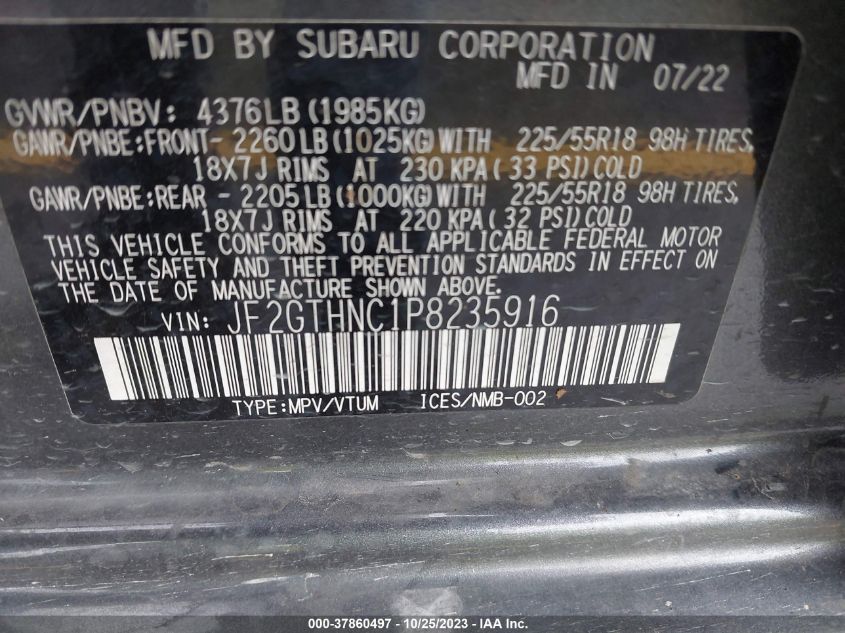 MFD BY SUBARU CORPORATION
MFD IN 07/22
GVWR/PNBV: 4376LB (1985KG)
GAWR/PNBE:FRONT- 2260LB (1025KG) WITH 225/55R18 98H TIRES,
18X7J RIMS AT 230 KPA ( 33 PSI) COLD
GAWR/PNBE:REAR - 2205LB (1000KG) WITH 225/55R18 98H TIRES,
18X7J RIMS AT 220 KPA ( 32 PSI) COLD
THIS VEHICLE CONFORMS TO ALL APPLICABLE FEDERAL MOTOR
VEHICLE SAFETY AND THEFT PREVENTION STANDARDS IN EFFECT ON
THE DATE OF MANUFACTURE SHOWN ABOVE.
VIN: JF2GTHNC1P8235916
TYPE:MPV/VTUM ICES/NMB-002
000-37860497 - 10/25/2023 - IAA Inc.